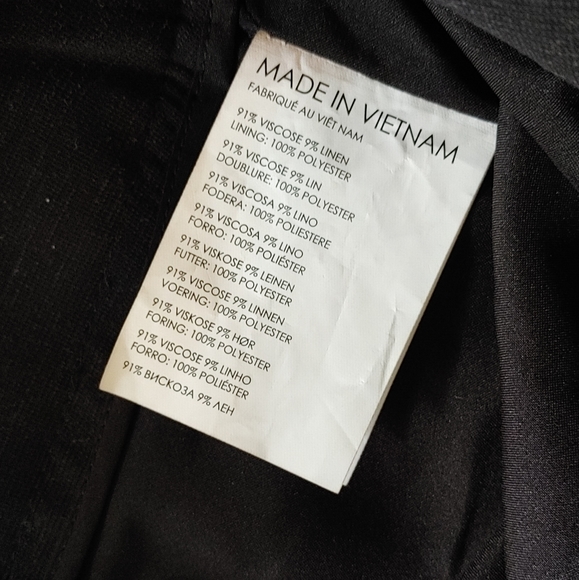 MADE IN VIETNAM
FABRIQUÉ AU VIÊT NAM
91% VISCOSE 9% LINEN
LINING: 100% POLYESTER
91% VISCOSE 9% LIN
DOUBLURE: 100% POLYESTER
91% VISCOSA 9% LINO
FODERA: 100% POLIESTERE
91% VISCOSA 9% LINO
FORRO: 100% POLIÉSTER
91% VISKOSE 9% LEINEN
FUTTER: 100% POLYESTER
91% VISCOSE 9% LINNEN
VOERING: 100% POLYESTER
91% VISKOSE 9% HØR
FORING: 100% POLYESTER
91% VISCOSE 9% LINHO
FORRO: 100% POLIÉSTER
91% ВИСКОЗА 9% ЛЕН